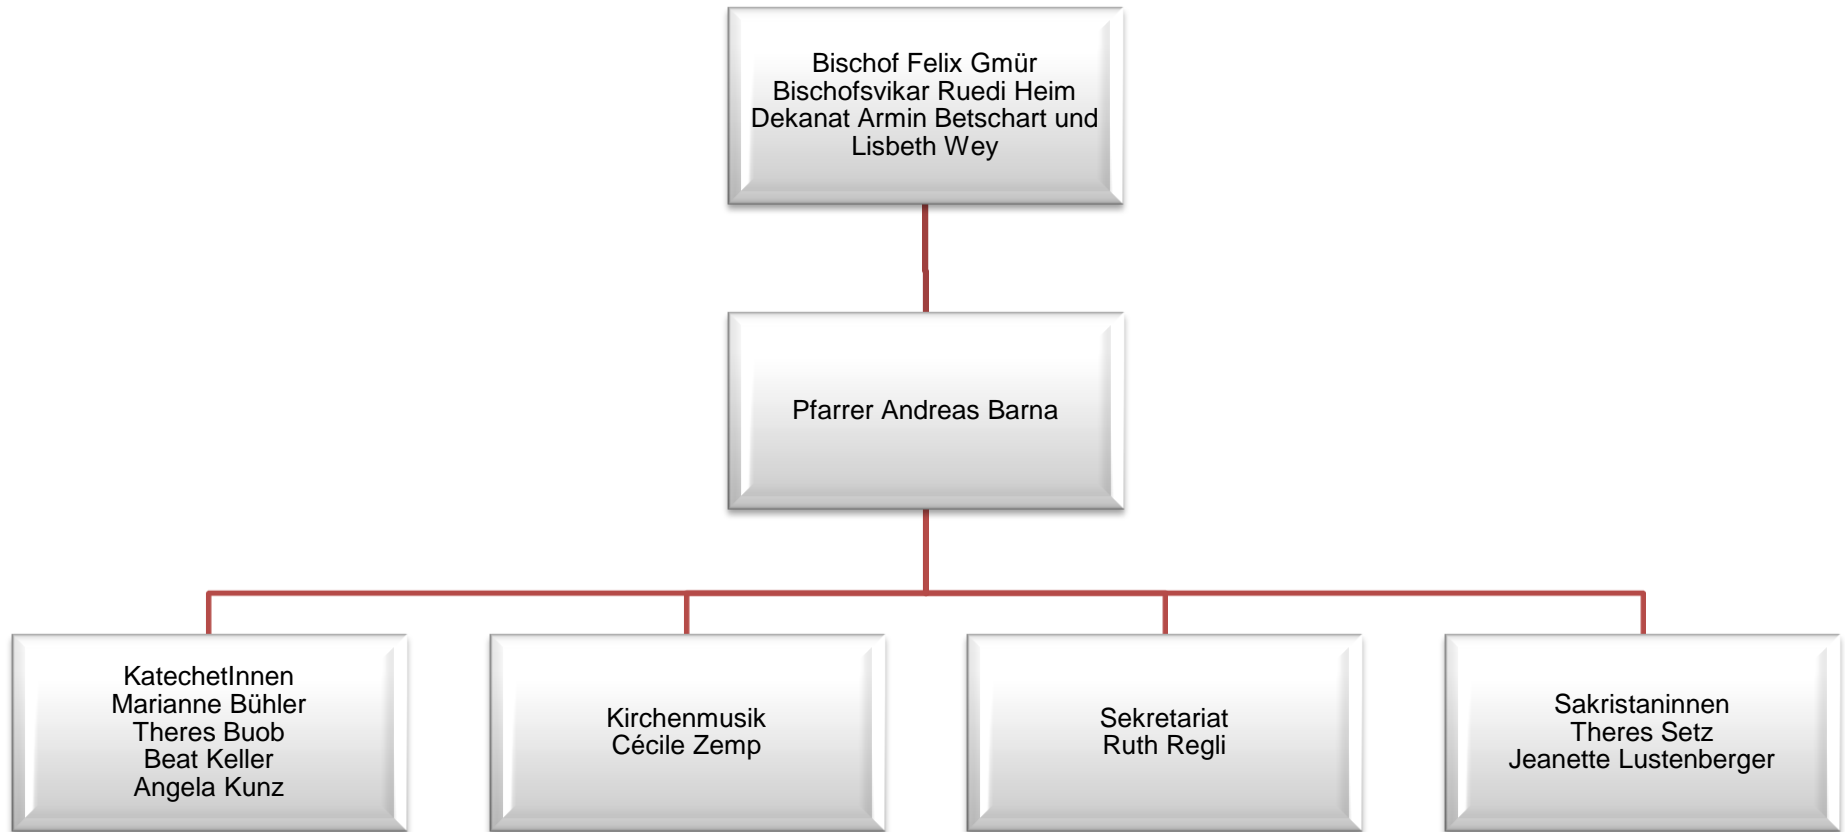 Bischof Felix Gmür
Bischofsvikar Ruedi Heim
Dekanat Armin Betschart und
Lisbeth Wey
Pfarrer Andreas Barna
KatechetInnen
Marianne Bühler
Theres Buob
Beat Keller
Angela Kunz
Kirchenmusik
Cécile Zemp
Sekretariat
Ruth Regli
Sakristaninnen
Theres Setz
Jeanette Lustenberger